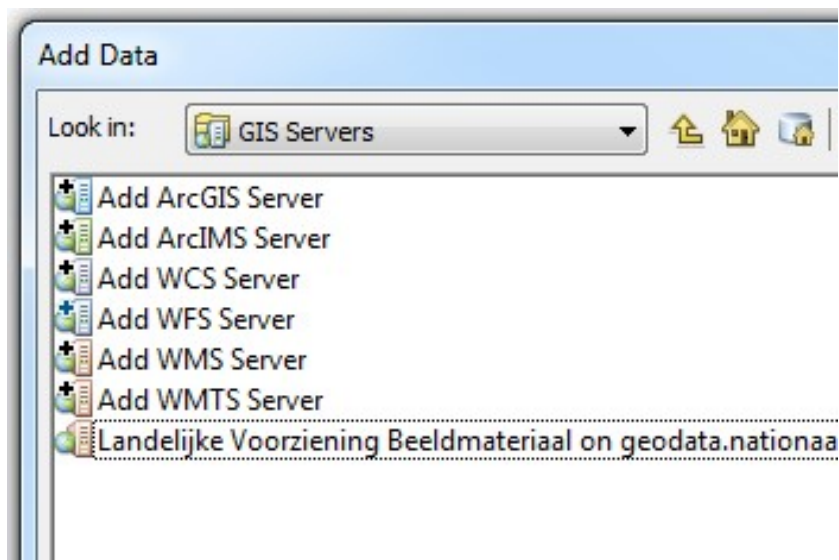 Add Data
Look in: GIS Servers
Add ArcGIS Server
Add ArcIMS Server
Add WCS Server
Add WFS Server
Add WMS Server
Add WMTS Server
Landelijke Voorziening Beeldmateriaal on geodata.nationaa